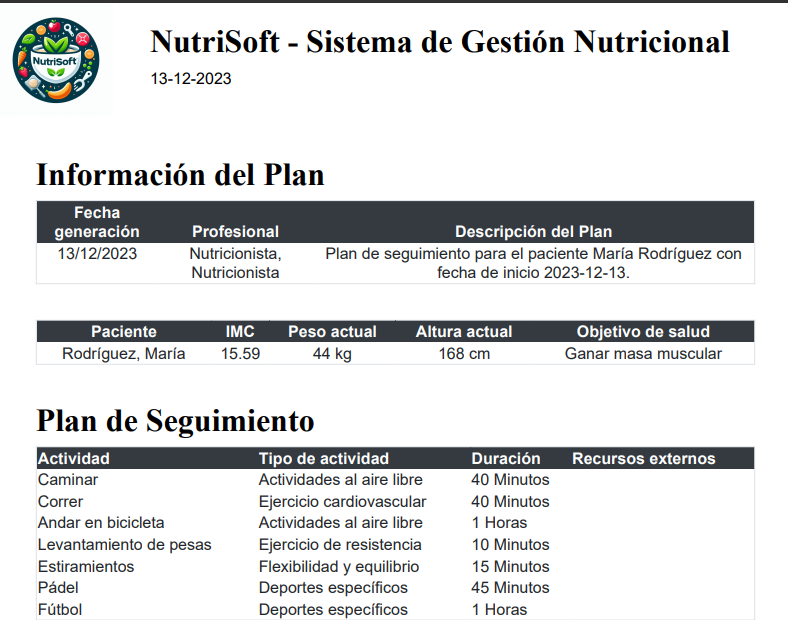 NutriSoft
NutriSoft - Sistema de Gestión Nutricional
13-12-2023
Información del Plan
Fecha generación Profesional Descripción del Plan
13/12/2023 Nutricionista, Nutricionista Plan de seguimiento para el paciente María Rodríguez con fecha de inicio 2023-12-13.
Paciente IMC Peso actual Altura actual Objetivo de salud
Rodríguez, María 15.59 44 kg 168 cm Ganar masa muscular
Plan de Seguimiento
Actividad Tipo de actividad Duración Recursos externos
Caminar Actividades al aire libre 40 Minutos
Correr Ejercicio cardiovascular 40 Minutos
Andar en bicicleta Actividades al aire libre 1 Horas
Levantamiento de pesas Ejercicio de resistencia 10 Minutos
Estiramientos Flexibilidad y equilibrio 15 Minutos
Pádel Deportes específicos 45 Minutos
Fútbol Deportes específicos 1 Horas